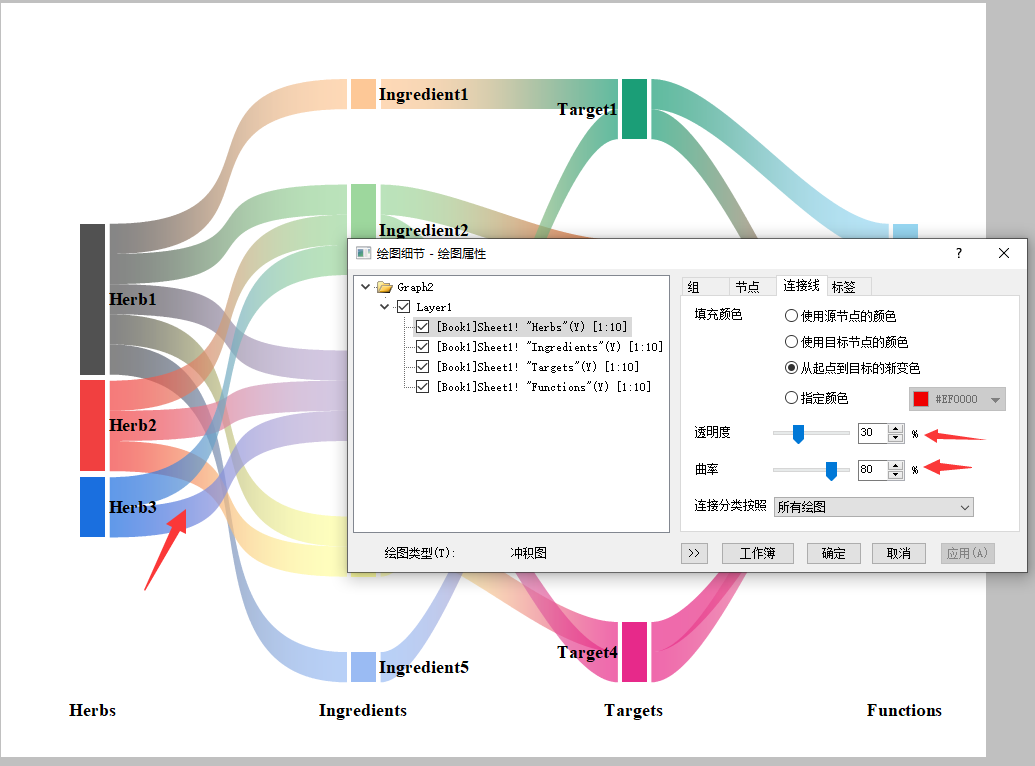 Ingredient1
Target1
Ingredient2
Herb1
Herb2
Herb3
绘图细节 - 绘图属性
?
Graph2
Layer1
[Book1]Sheet1! "Herbs"(Y) [1:10]
[Book1]Sheet1! "Ingredients"(Y) [1:10]
[Book1]Sheet1! "Targets"(Y) [1:10]
[Book1]Sheet1! "Functions"(Y) [1:10]
组
节点
连接线
标签
填充颜色
使用源节点的颜色
使用目标节点的颜色
从起点到目标的渐变色
指定颜色
#EF0000
透明度
30
%
曲率
80
%
连接分类按照
所有绘图
绘图类型(T):
冲积图
>>
工作簿
确定
取消
应用(A)
Target4
Ingredient5
Herbs
Ingredients
Targets
Functions